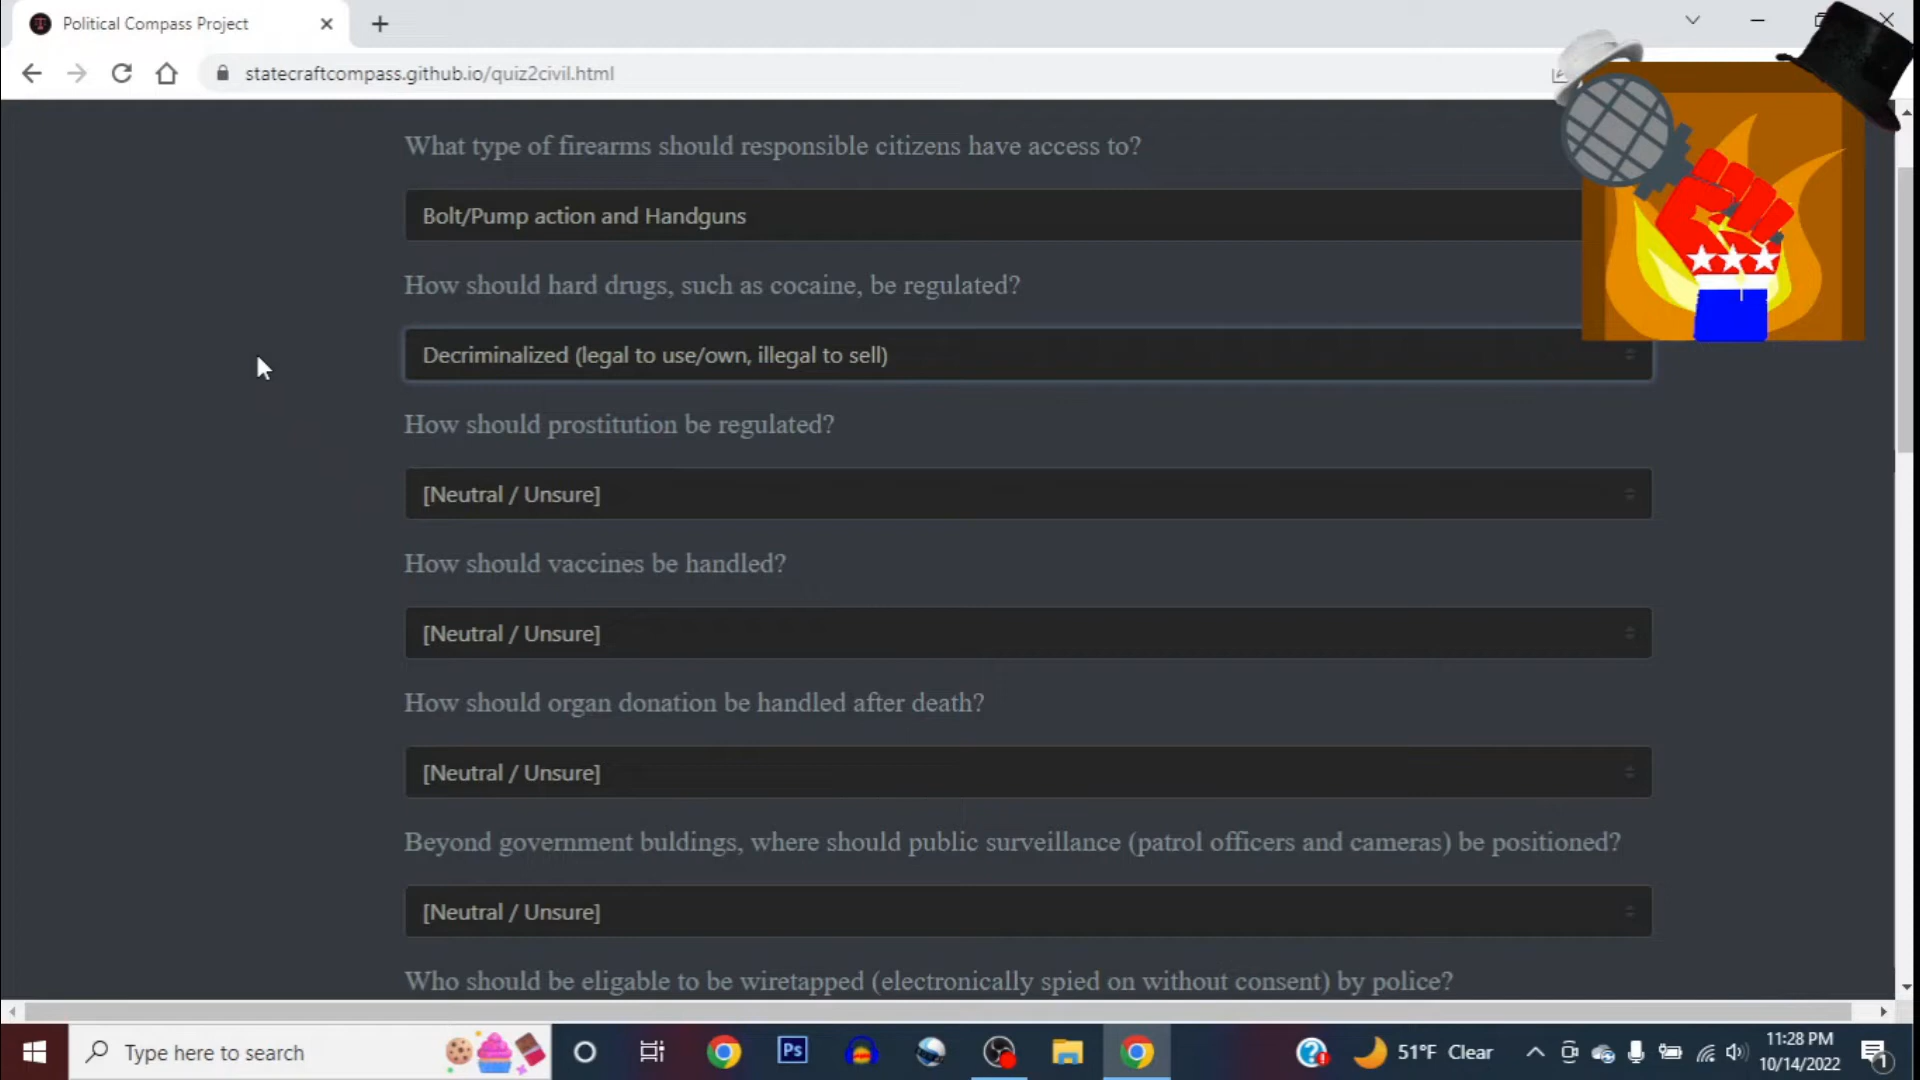 Political Compass Project
statecraftcompass.github.io/quiz2civil.html
What type of firearms should responsible citizens have access to?
Bolt/Pump action and Handguns
How should hard drugs, such as cocaine, be regulated?
Decriminalized (legal to use/own, illegal to sell)
How should prostitution be regulated?
[Neutral / Unsure]
How should vaccines be handled?
[Neutral / Unsure]
How should organ donation be handled after death?
[Neutral / Unsure]
Beyond government buldings, where should public surveillance (patrol officers and cameras) be positioned?
[Neutral / Unsure]
Who should be eligable to be wiretapped (electronically spied on without consent) by police?
Type here to search
Ps
51°F Clear
11:28 PM
10/14/2022
1